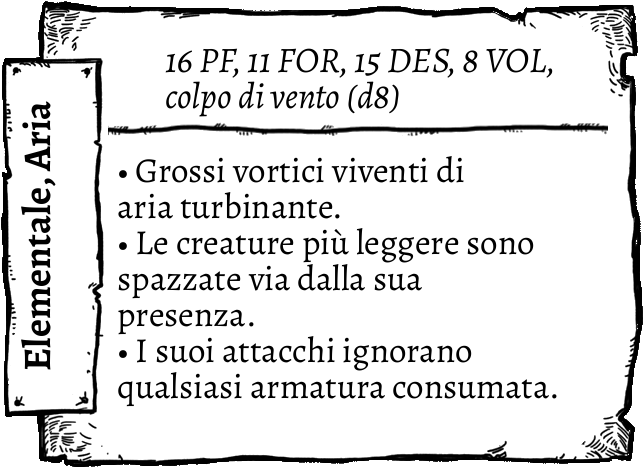 Elementale, Aria
16 PF, 11 FOR, 15 DES, 8 VOL,
colpo di vento (d8)
• Grossi vortici viventi di
aria turbinante.
• Le creature più leggere sono
spazzate via dalla sua
presenza.
• I suoi attacchi ignorano
qualsiasi armatura consumata.